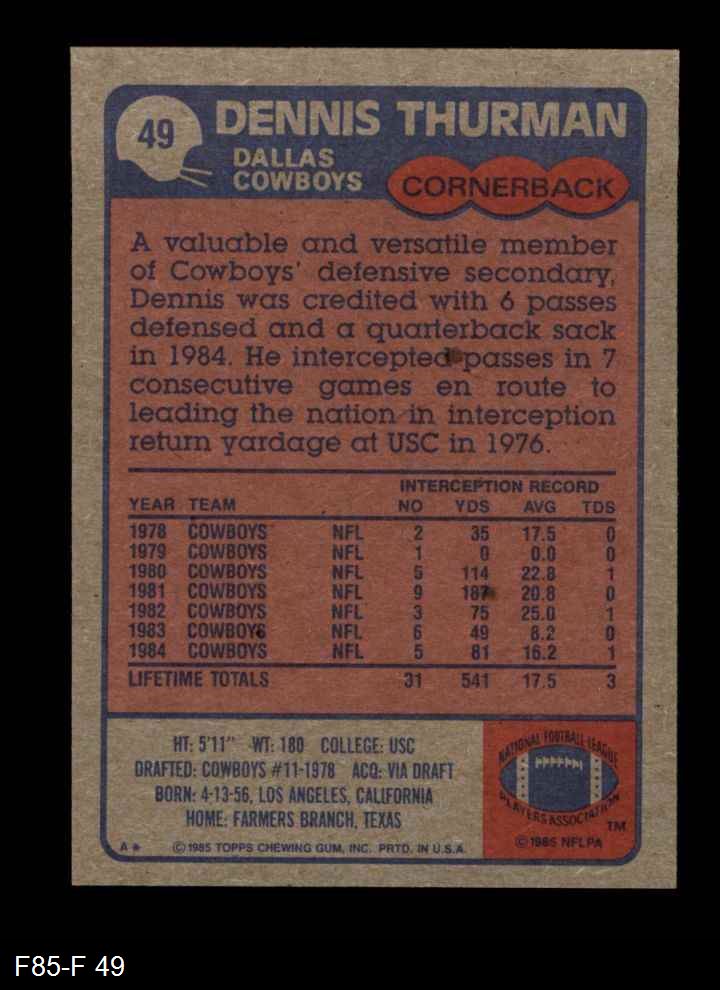 49
DENNIS THURMAN
DALLAS
COWBOYS
CORNERBACK
A valuable and versatile member
of Cowboys' defensive secondary,
Dennis was credited with 6 passes
defensed and a quarterback sack
in 1984. He intercepted passes in 7
consecutive games en route to
leading the nation in interception
return yardage at USC in 1976.
INTERCEPTION RECORD
YEAR TEAM NO YDS AVG TDS
1978 COWBOYS NFL 2 35 17.5 0
1979 COWBOYS NFL 1 0 0.0 0
1980 COWBOYS NFL 5 114 22.8 1
1981 COWBOYS NFL 9 187 20.8 0
1982 COWBOYS NFL 3 75 25.0 1
1983 COWBOYS NFL 6 49 8.2 0
1984 COWBOYS NFL 5 81 16.2 1
LIFETIME TOTALS 31 541 17.5 3
HT: 5'11" WT: 180 COLLEGE: USC
DRAFTED: COWBOYS #11-1978 ACQ: VIA DRAFT
BORN: 4-13-56, LOS ANGELES, CALIFORNIA
HOME: FARMERS BRANCH, TEXAS
A* ©1985 TOPPS CHEWING GUM, INC. PRTD. IN U.S.A.
NATIONAL FOOTBALL LEAGUE
PLAYERS ASSOCIATION
TM
©1985 NFLPA
F85-F 49